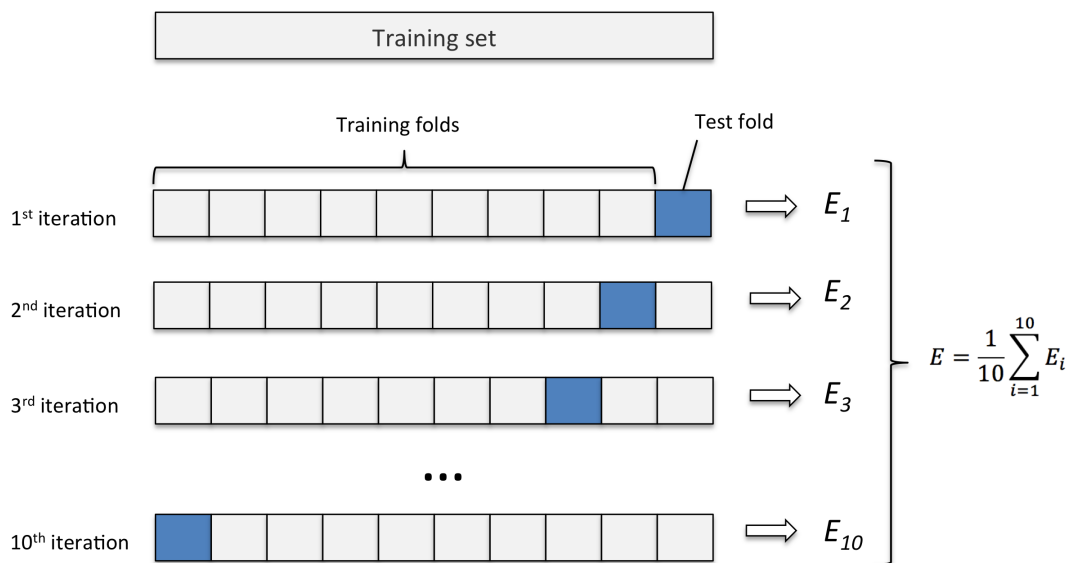 Training set
Training folds
Test fold
1st iteration
E1
2nd iteration
E2
3rd iteration
E3
...
10th iteration
E10
E = 1/10 ∑_{i=1}^{10} E_i